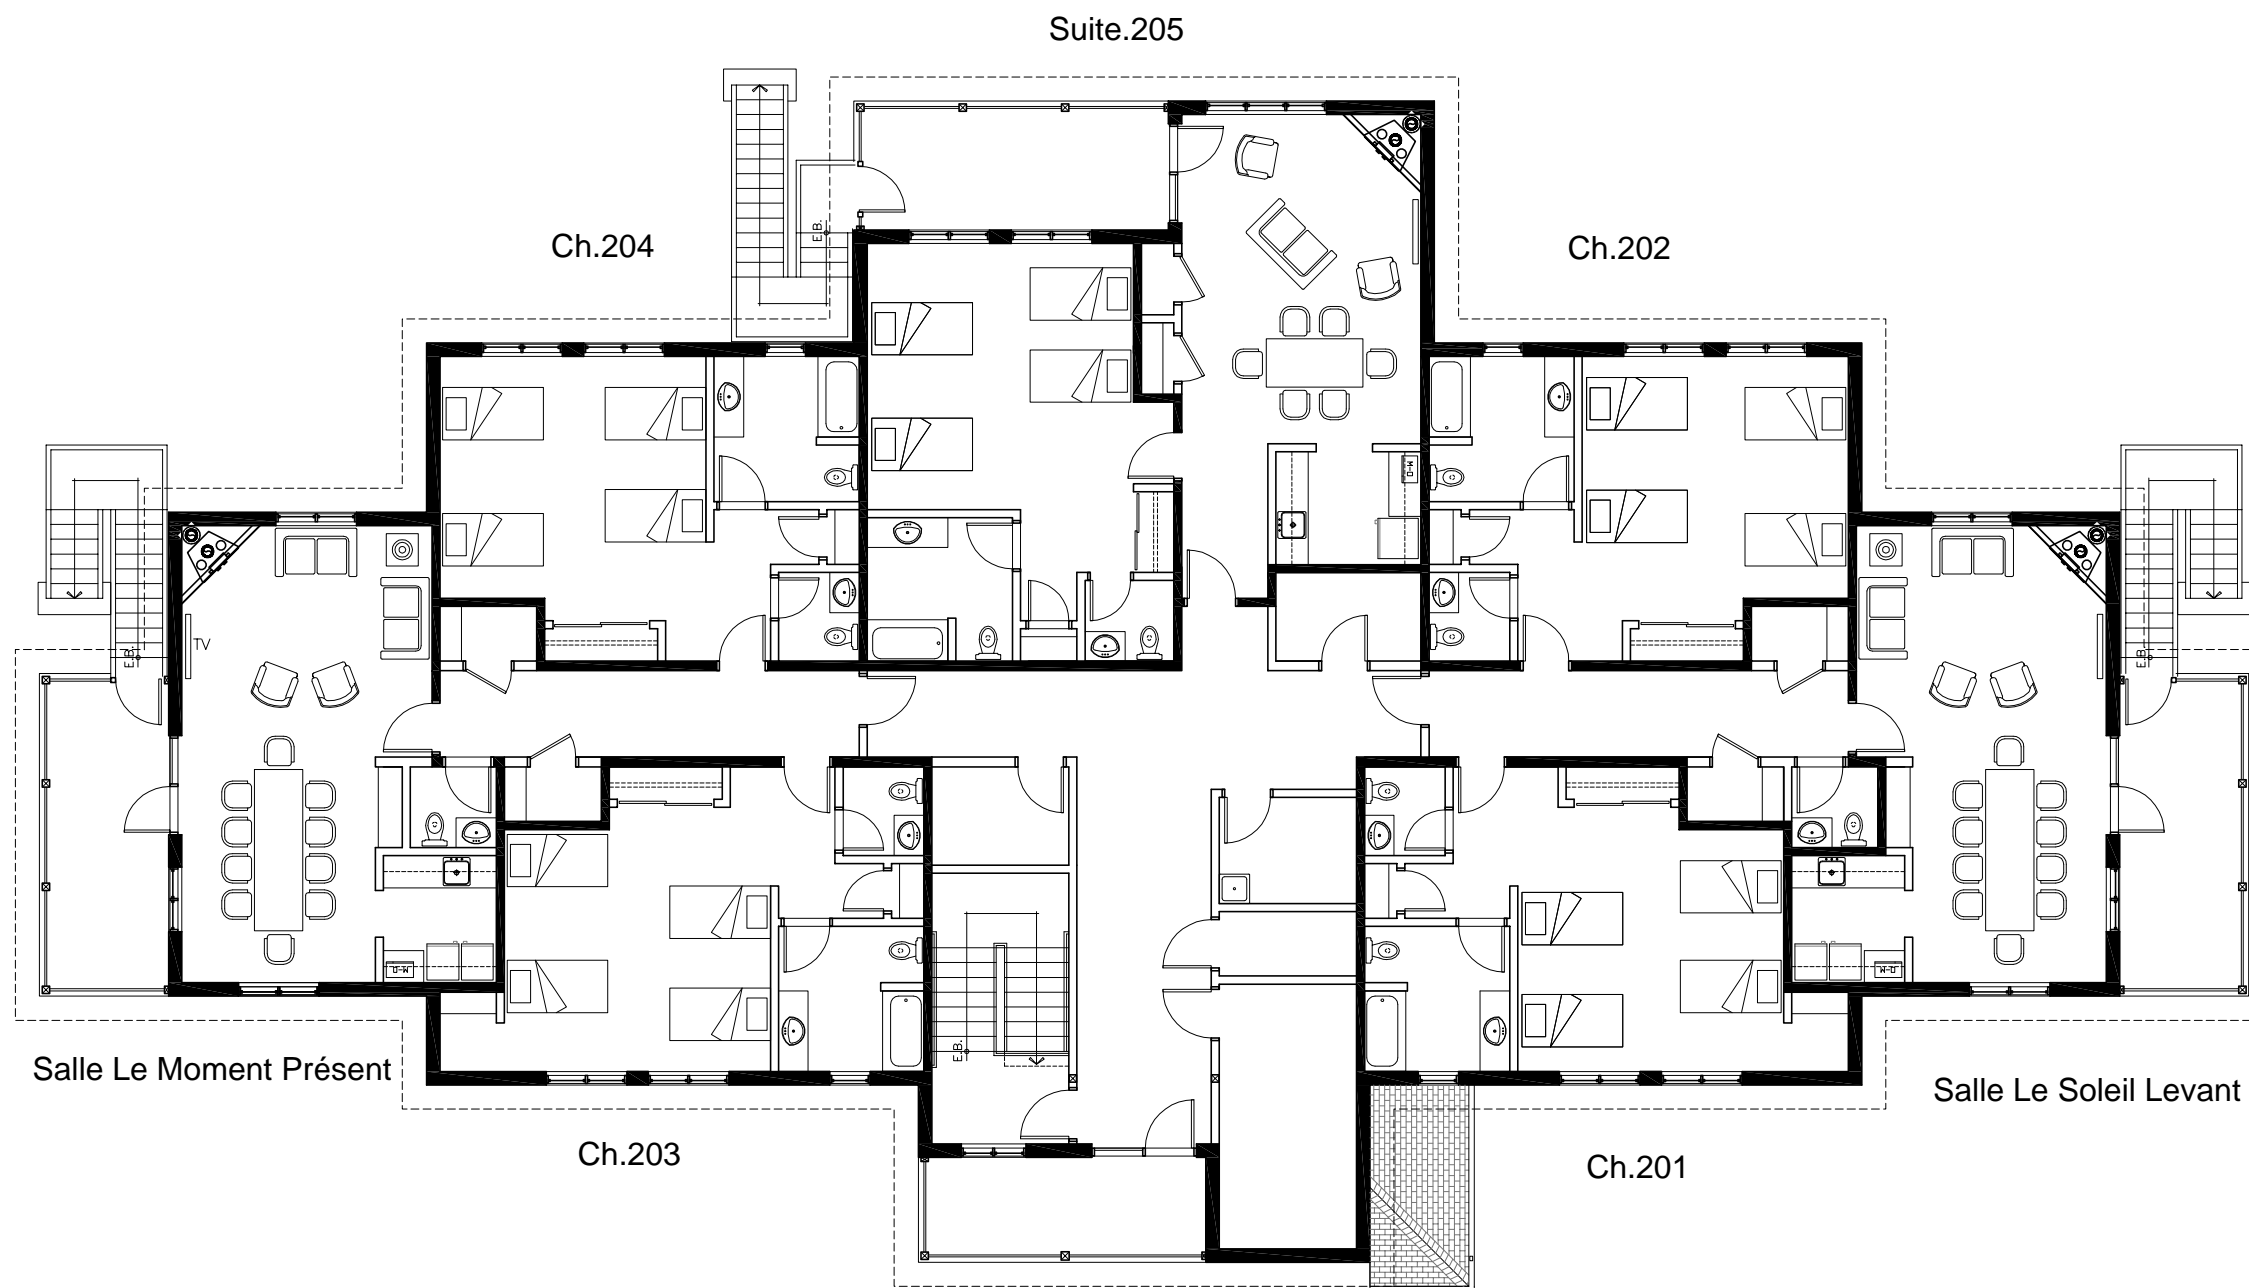 Suite.205
Ch.204
E.B.
Ch.202
M-D
TV
E.B.
E.B.
M-D
M-D
E.B.
Salle Le Moment Présent
Salle Le Soleil Levant
Ch.203
Ch.201